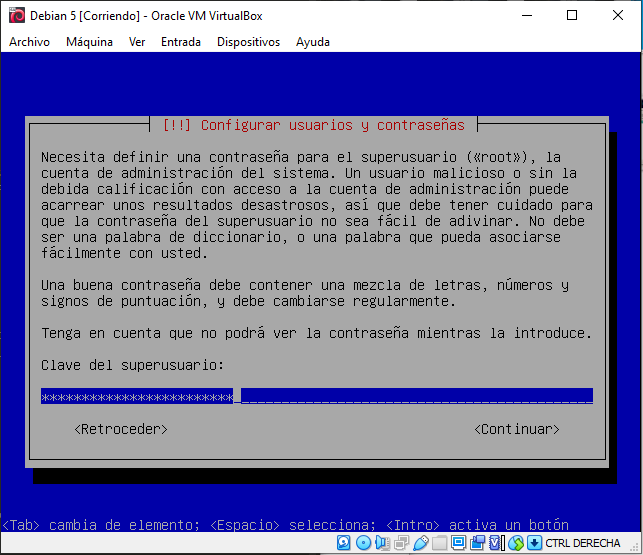 Debian 5 [Corriendo] - Oracle VM VirtualBox
Archivo Máquina Ver Entrada Dispositivos Ayuda
[!!] Configurar usuarios y contraseñas
Necesita definir una contraseña para el superusuario («root»), la
cuenta de administración del sistema. Un usuario malicioso o sin la
debida calificación con acceso a la cuenta de administración puede
acarrear unos resultados desastrosos, así que debe tener cuidado para
que la contraseña del superusuario no sea fácil de adivinar. No debe
ser una palabra de diccionario, o una palabra que pueda asociarse
fácilmente con usted.
Una buena contraseña debe contener una mezcla de letras, números y
signos de puntuación, y debe cambiarse regularmente.
Tenga en cuenta que no podrá ver la contraseña mientras la introduce.
Clave del superusuario:
************************
<Retroceder> <Continuar>
<Tab> cambia de elemento; <Espacio> selecciona; <Intro> activa un botón
CTRL DERECHA